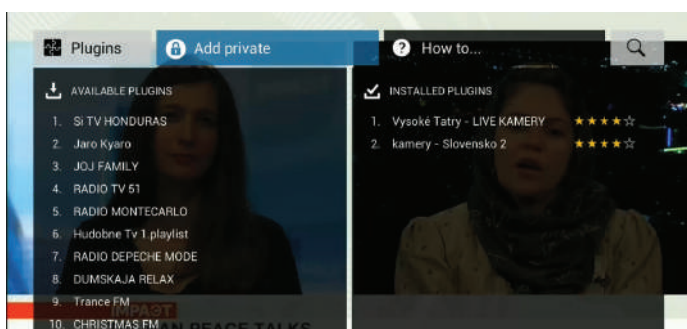 Plugins
Add private
? How to...
AVAILABLE PLUGINS
1. Si TV HONDURAS
2. Jaro Kyaro
3. JOJ FAMILY
4. RADIO TV 51
5. RADIO MONTECARLO
6. Hudobne Tv 1.playlist
7. RADIO DEPECHE MODE
8. DUMSKAJA RELAX
9. Trance FM
10. CHRISTMAS FM
INSTALLED PLUGINS
1. Vysoké Tatry - LIVE KAMERY ★★★★☆
2. kamery - Slovensko 2 ★★★★☆
IMPACT
AN PEACE TALKS